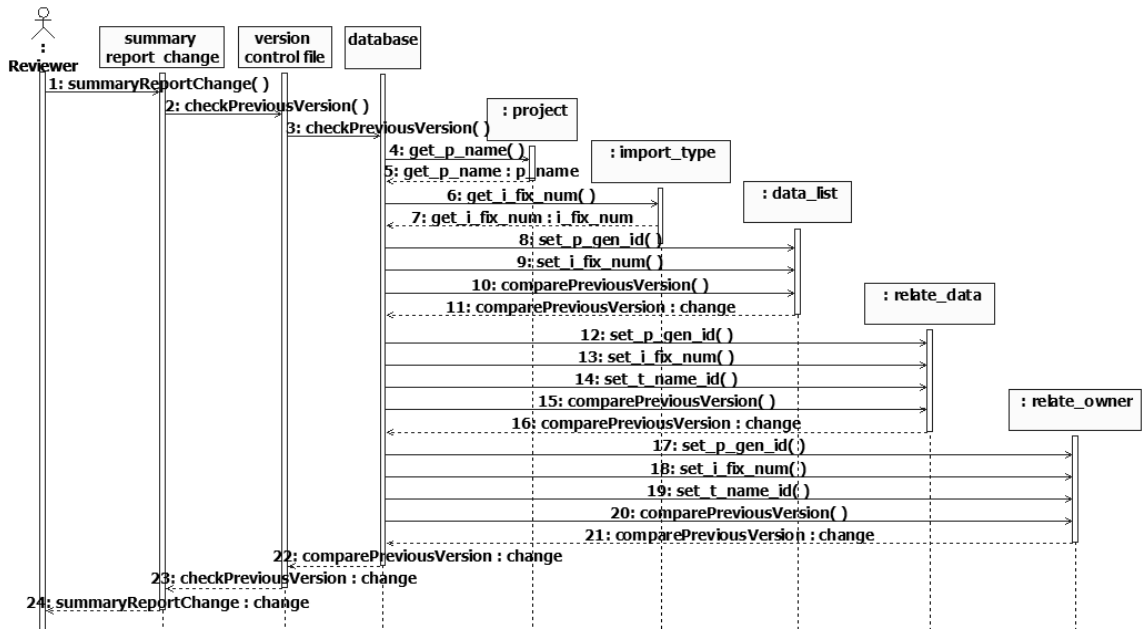 :
Reviewer
summary
report change
version
control file
database
1: summaryReportChange( )
2: checkPreviousVersion( )
3: checkPreviousVersion( )
: project
4: get_p_name( )
5: get_p_name : p_name
: import_type
6: get_i_fix_num( )
7: get_i_fix_num : i_fix_num
: data_list
8: set_p_gen_id( )
9: set_i_fix_num( )
10: comparePreviousVersion( )
11: comparePreviousVersion : change
: relate_data
12: set_p_gen_id( )
13: set_i_fix_num( )
14: set_t_name_id( )
15: comparePreviousVersion( )
16: comparePreviousVersion : change
: relate_owner
17: set_p_gen_id( )
18: set_i_fix_num( )
19: set_t_name_id( )
20: comparePreviousVersion( )
21: comparePreviousVersion : change
22: comparePreviousVersion : change
23: checkPreviousVersion : change
24: summaryReportChange : change